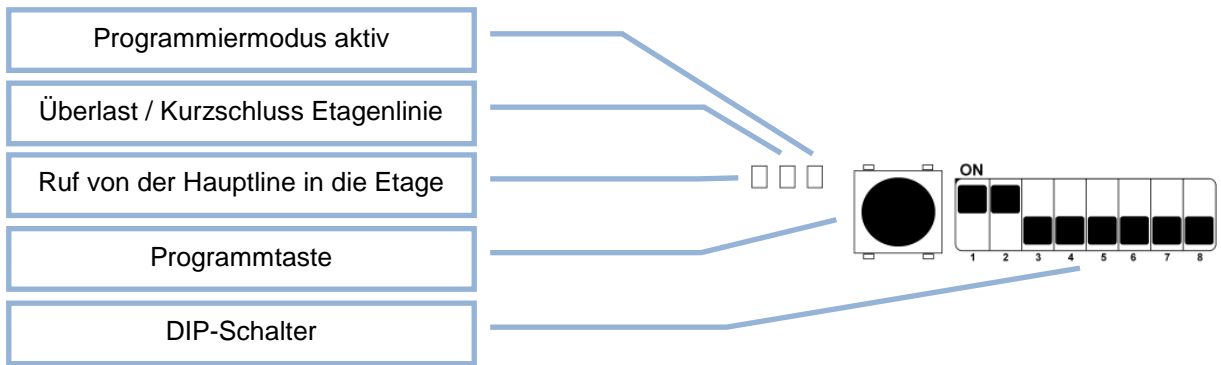 Programmiermodus aktiv
Überlast / Kurzschluss Etagenlinie
Ruf von der Hauptline in die Etage
Programmtaste
DIP-Schalter
ON
1 2 3 4 5 6 7 8